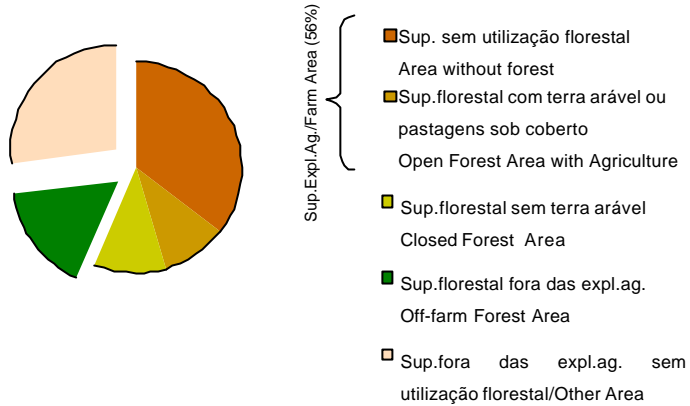 Sup.Expl.Ag./Farm Area (56%)
Sup. sem utilização florestal
Area without forest
Sup.florestal com terra arável ou
pastagens sob coberto
Open Forest Area with Agriculture
Sup.florestal sem terra arável
Closed Forest Area
Sup.florestal fora das expl.ag.
Off-farm Forest Area
Sup.fora das expl.ag. sem
utilização florestal/Other Area